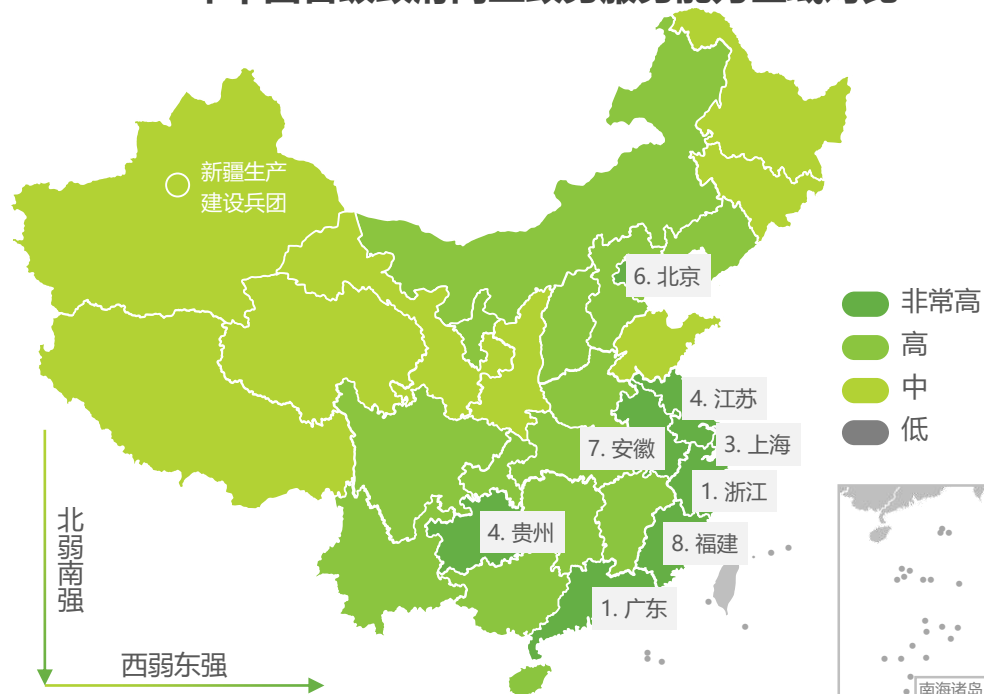 新疆生产
建设兵团
6. 北京
非常高
高
中
低
4. 江苏
7. 安徽
3. 上海
1. 浙江
4. 贵州
8. 福建
1. 广东
北弱南强
西弱东强
南海诸岛